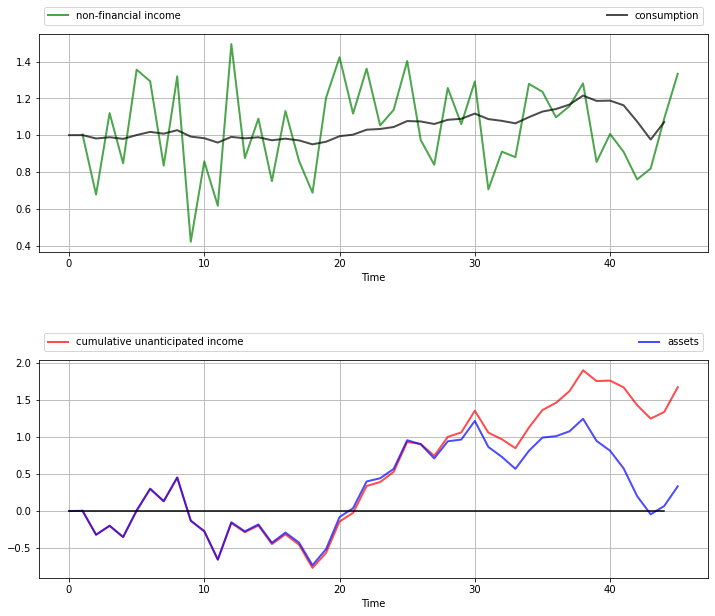 non-financial income consumption
1.4
1.2
1.0
0.8
0.6
0.4
0 10 20 30 40
Time
cumulative unanticipated income assets
2.0
1.5
1.0
0.5
0.0
−0.5
0 10 20 30 40
Time